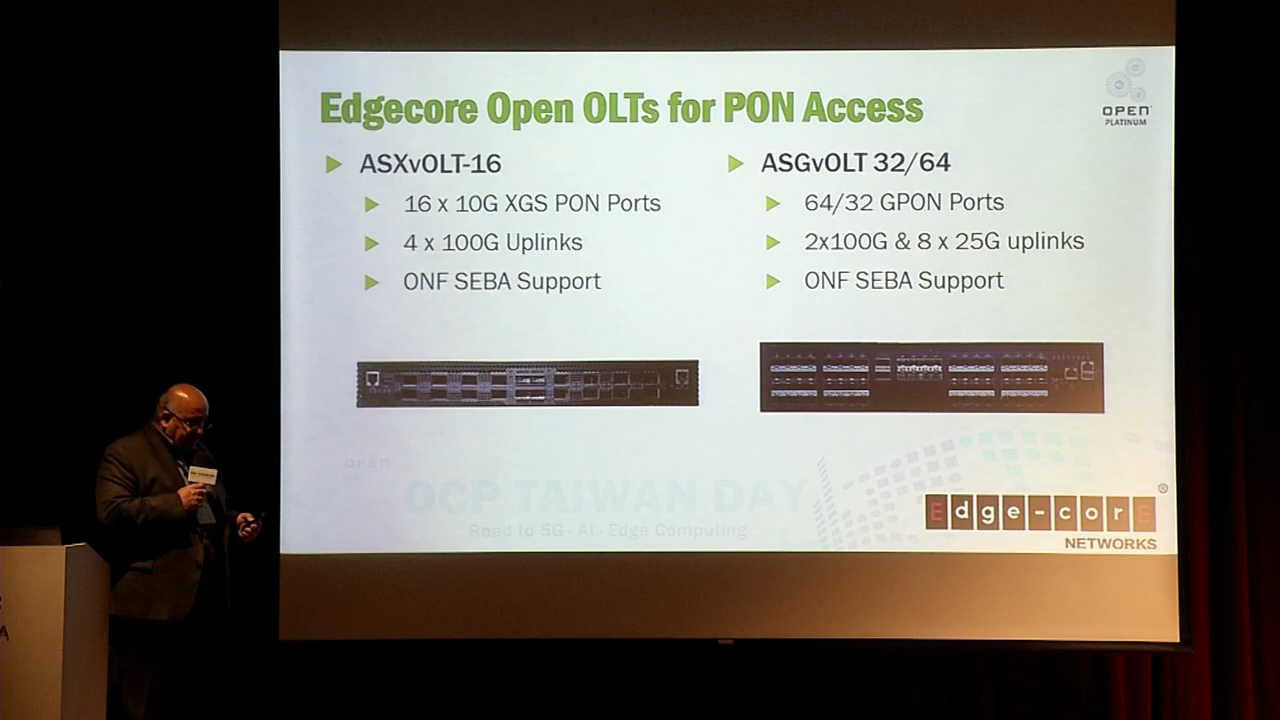 Edgecore Open OLTs for PON Access
OPEN
PLATINUM
ASXvOLT-16
16 x 10G XGS PON Ports
4 x 100G Uplinks
ONF SEBA Support
ASGvOLT 32/64
64/32 GPON Ports
2x100G & 8 x 25G uplinks
ONF SEBA Support
OPEN
OCP TAIWAN DAY
Road to 5G · AI · Edge Computing
Edge-corE ®
NETWORKS